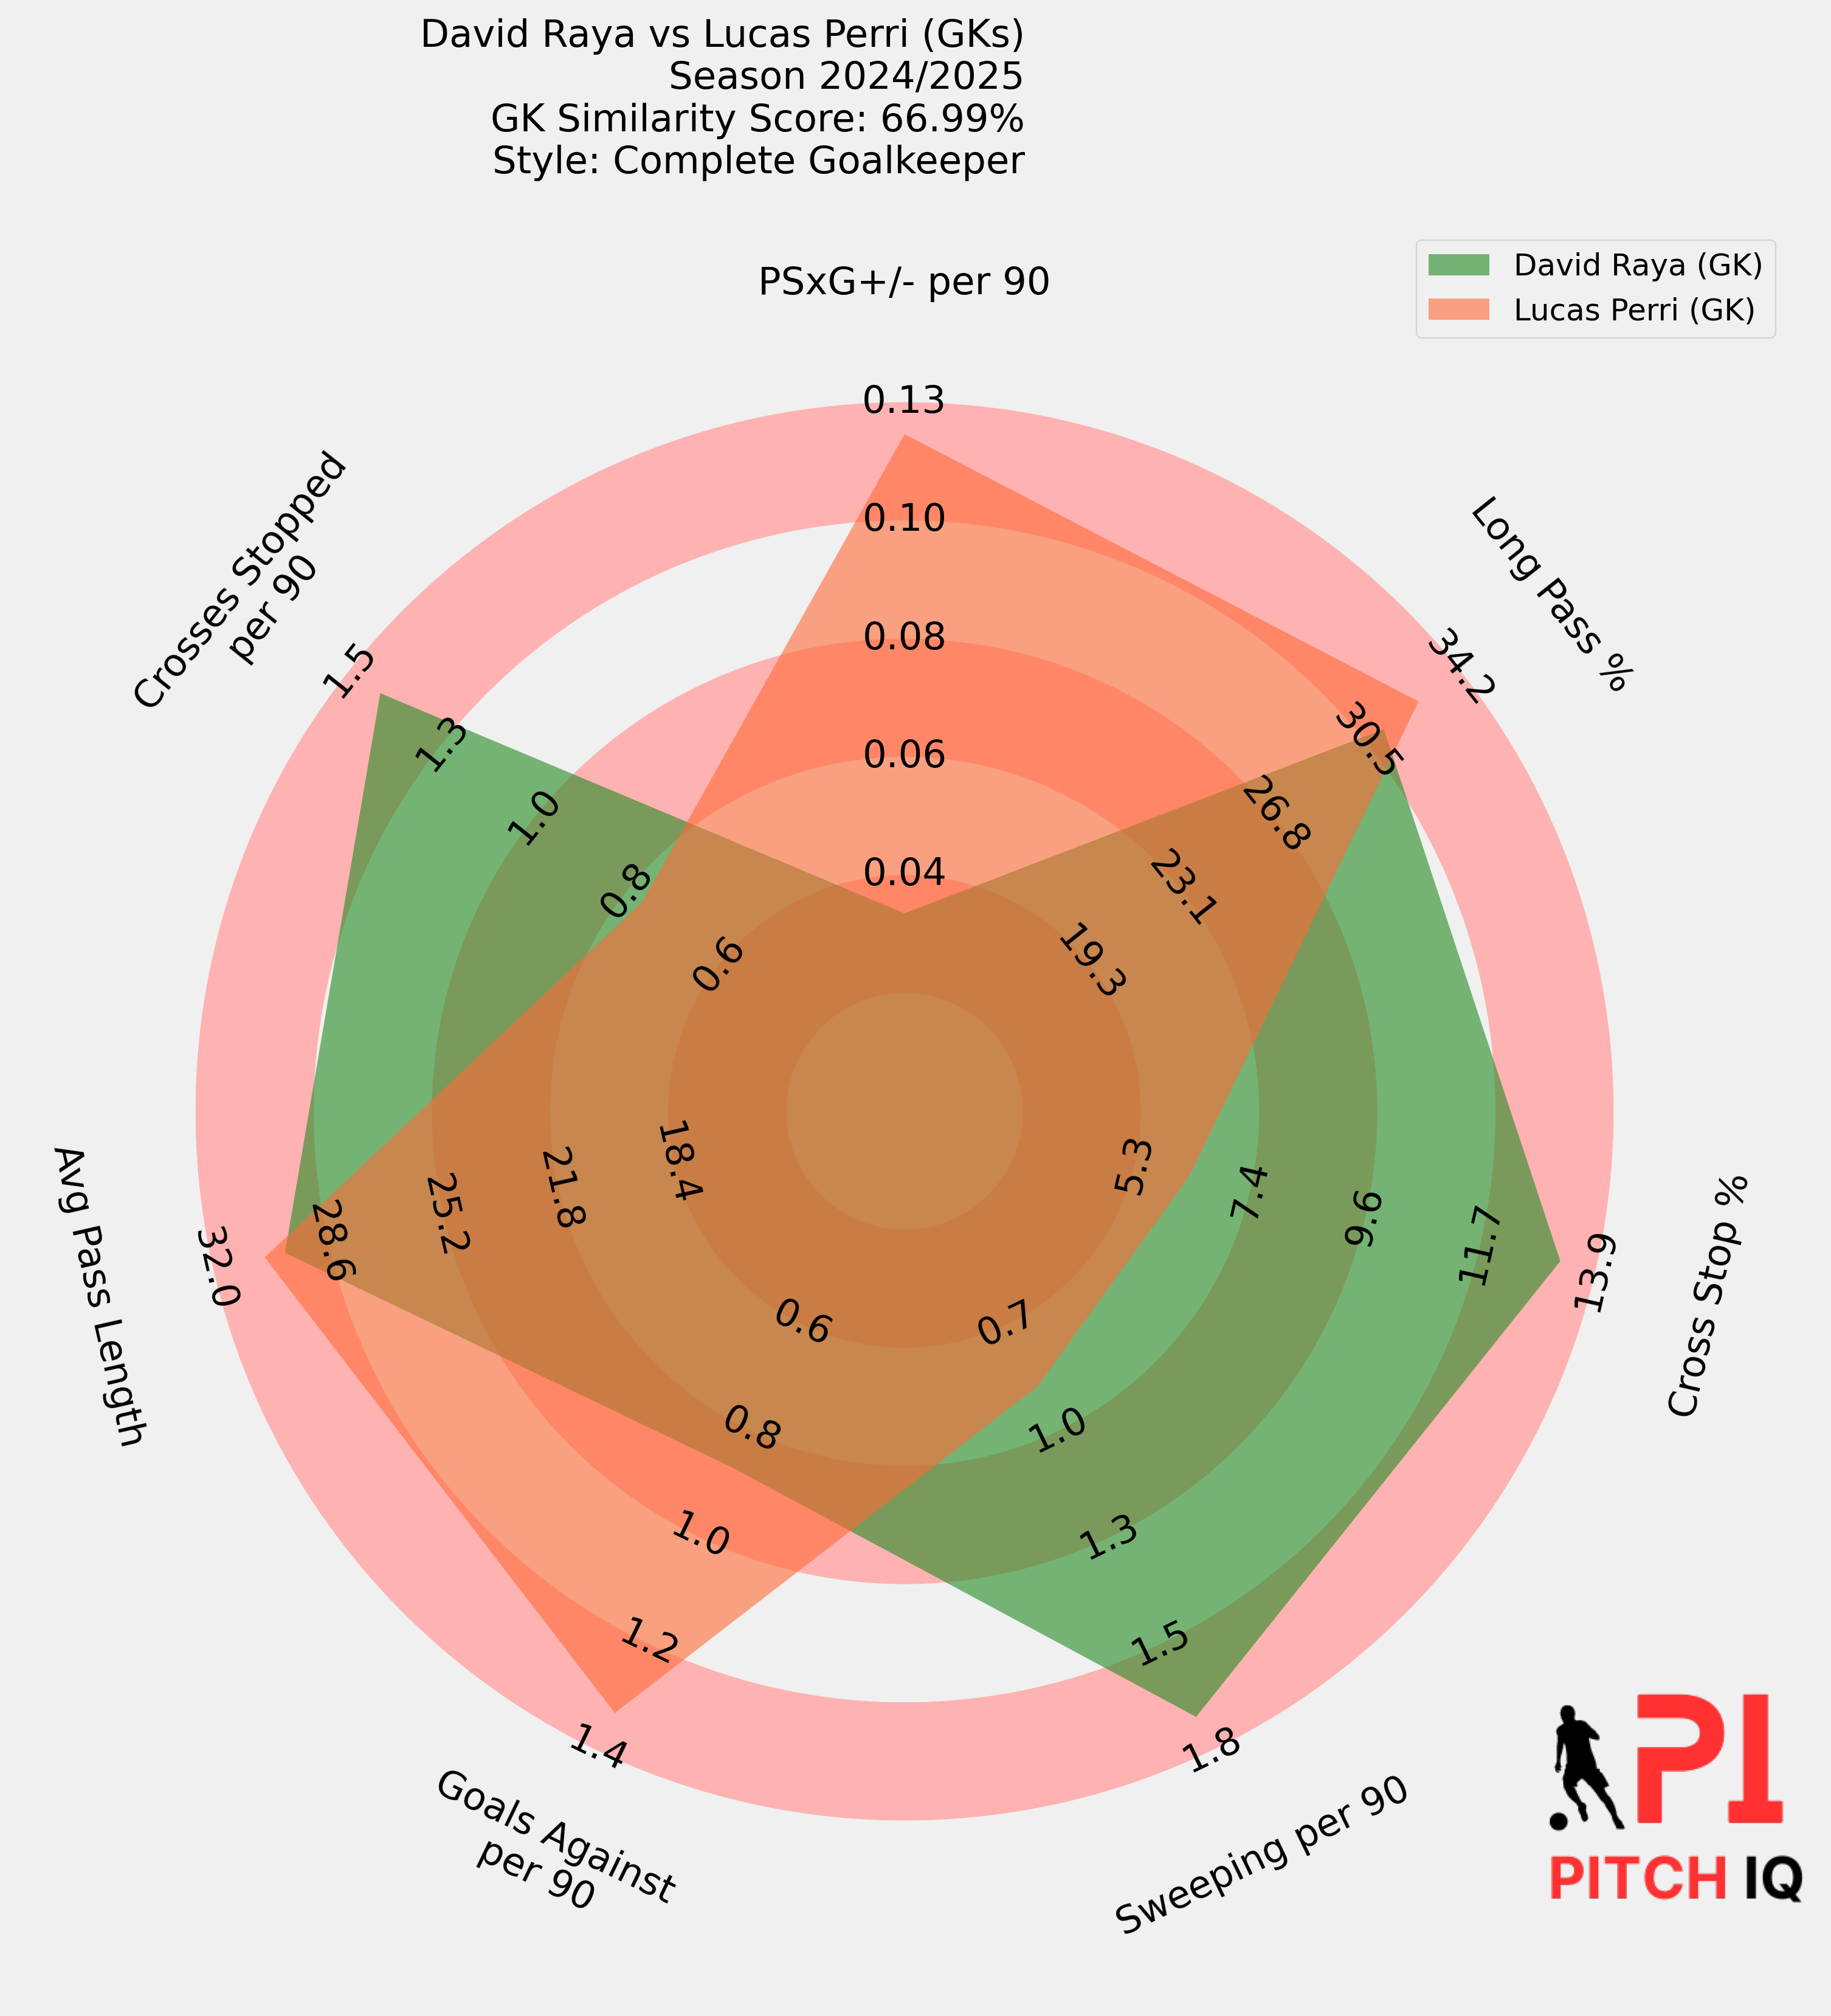 David Raya vs Lucas Perri (GKs)
Season 2024/2025
GK Similarity Score: 66.99%
Style: Complete Goalkeeper
David Raya (GK)
Lucas Perri (GK)
PSxG+/- per 90
0.13
0.10
0.08
0.06
0.04
Long Pass %
34.2
30.5
26.8
23.1
19.3
Cross Stop %
13.9
11.7
9.6
7.4
5.3
Sweeping per 90
1.8
1.5
1.3
1.0
0.7
Goals Against
per 90
1.4
1.2
1.0
0.8
0.6
Avg Pass Length
32.0
28.6
25.2
21.8
18.4
Crosses Stopped
per 90
1.5
1.3
1.0
0.8
0.6
PI
PITCH IQ